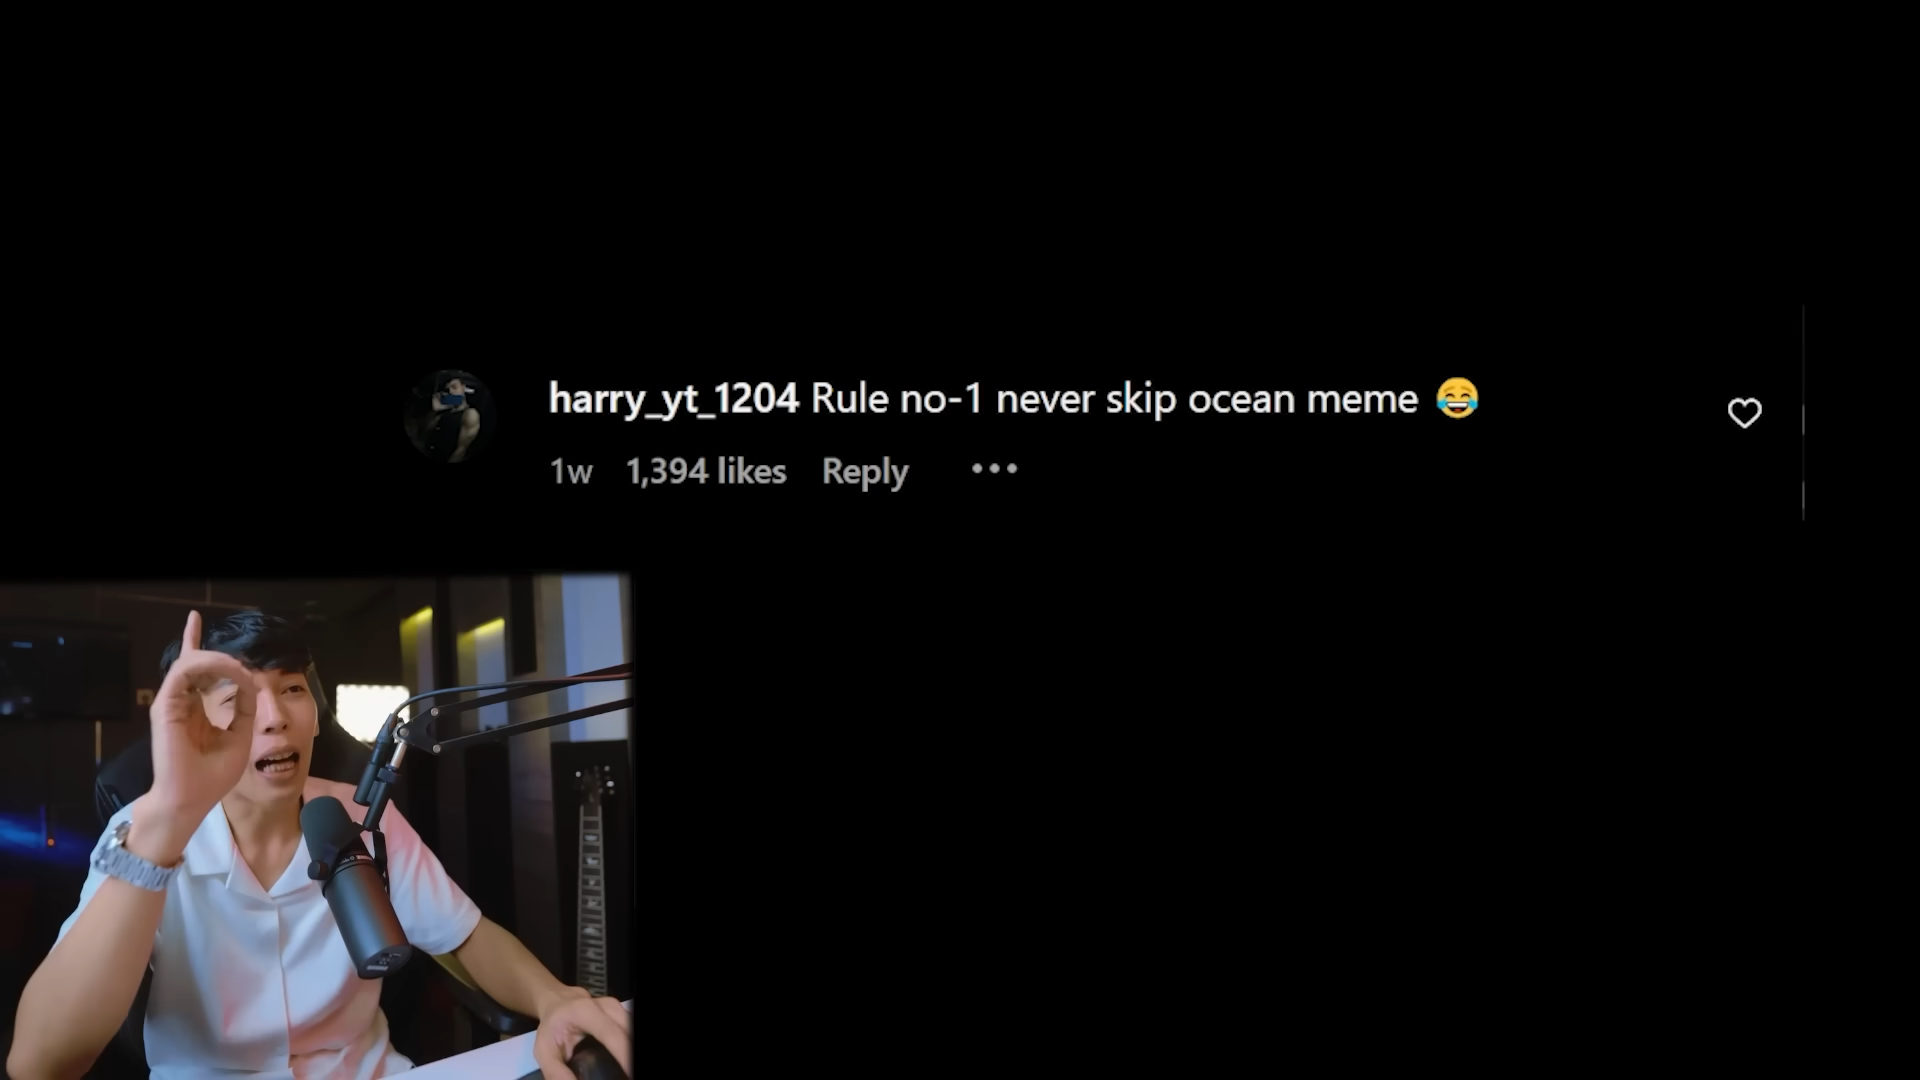 harry_yt_1204 Rule no-1 never skip ocean meme 😂
1w 1,394 likes Reply •••